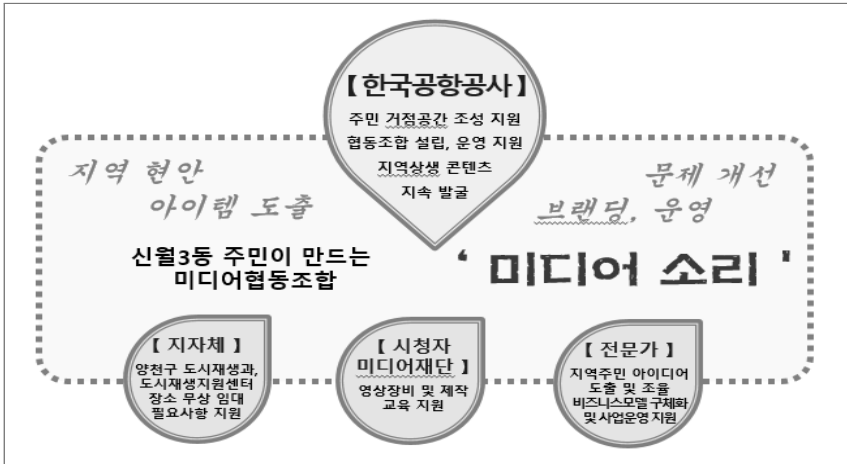 【 한국공항공사 】
주민 거점공간 조성 지원
협동조합 설립, 운영 지원
지역상생 콘텐츠
지속 발굴
지역 현안
아이템 도출
문제 개선
브랜딩, 운영
신월3동 주민이 만드는
미디어협동조합
‘ 미디어 소리 '
【 지자체 】
양천구 도시재생과,
도시재생지원센터
장소 무상 임대
필요사항 지원
【 시청자
미디어재단 】
영상장비 및 제작
교육 지원
【 전문가 】
지역주민 아이디어
도출 및 조율
비즈니스모델 구체화
및 사업운영 지원